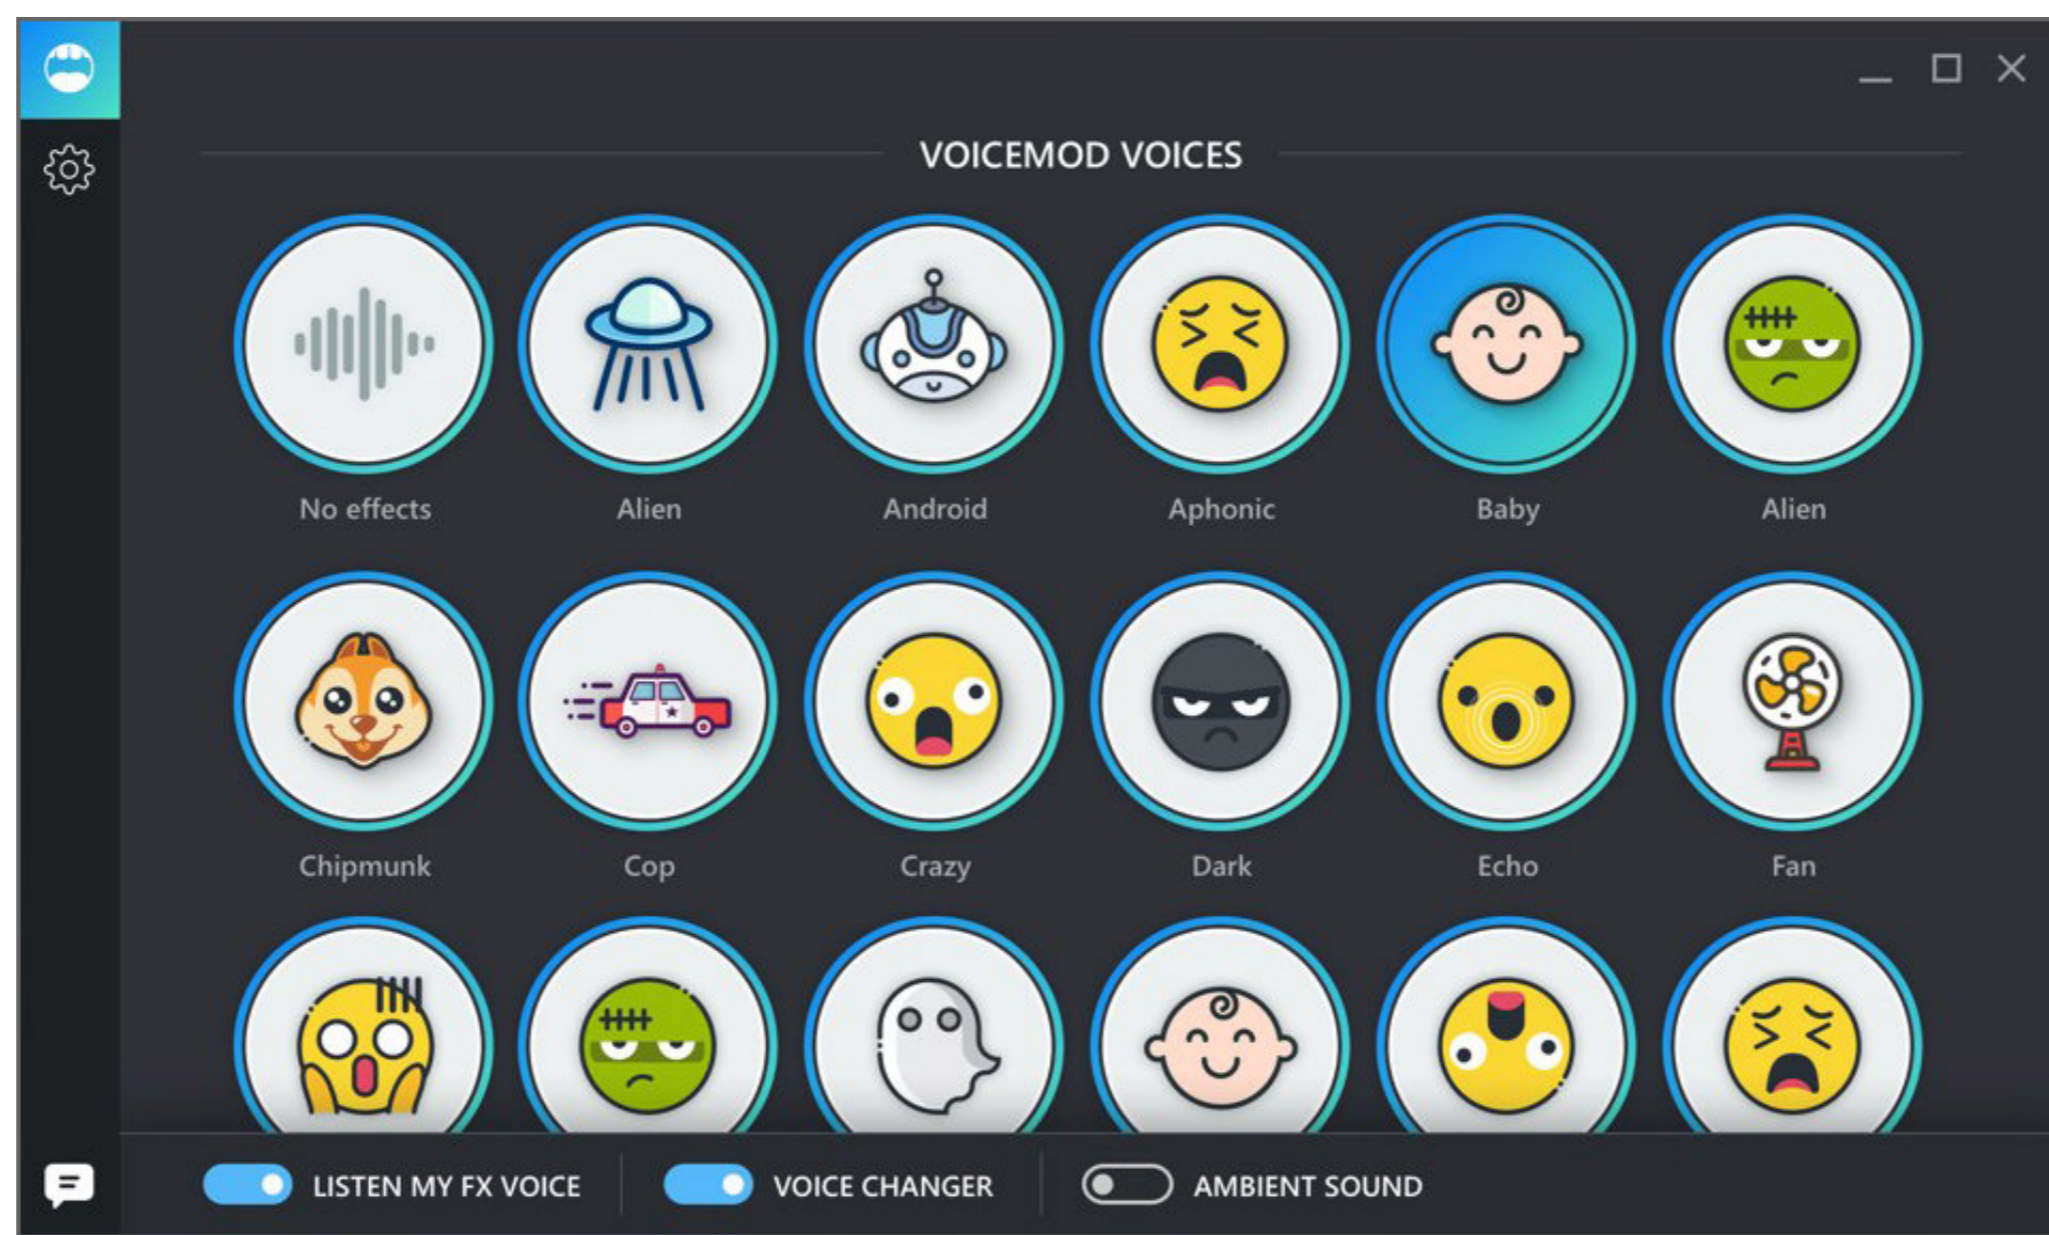 VOICEMOD VOICES
No effects
Alien
Android
Aphonic
Baby
Alien
Chipmunk
Cop
Crazy
Dark
Echo
Fan
LISTEN MY FX VOICE
VOICE CHANGER
AMBIENT SOUND